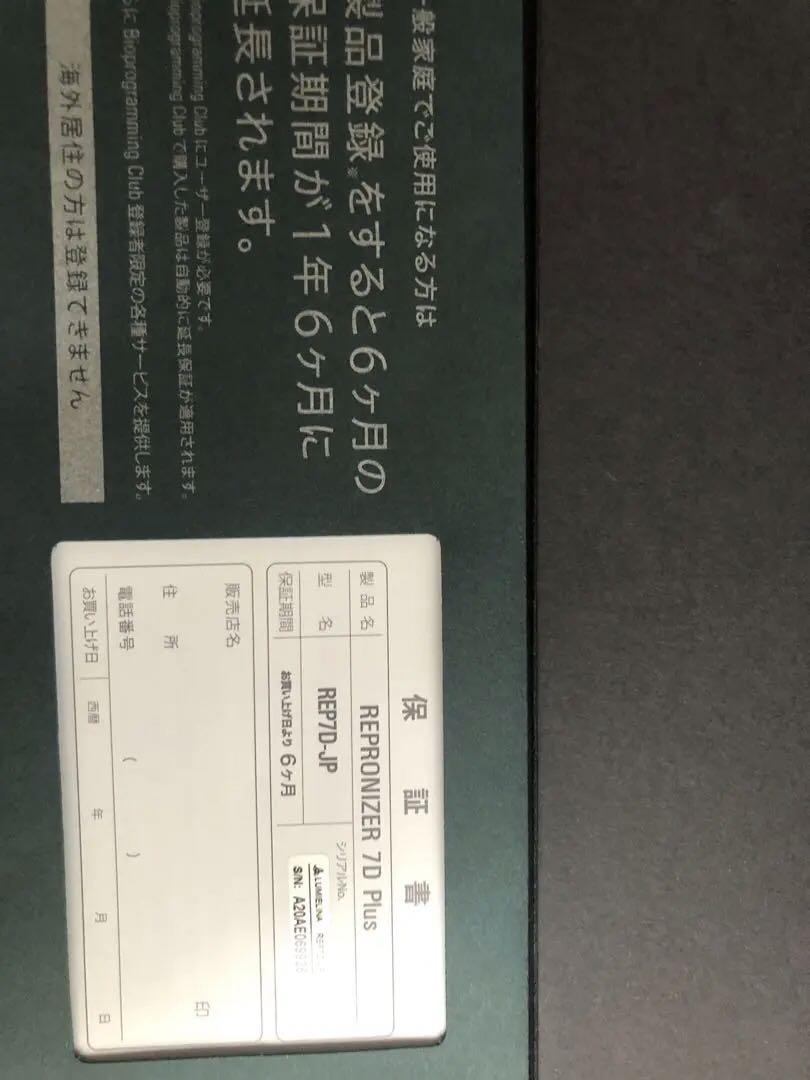 一般家庭でご使用になる方は
製品登録※をすると6ヶ月の
保証期間が1年6ヶ月に
延長されます。
Bioprogramming Club にユーザー登録が必要です。
Bioprogramming Club で購入した製品は自動的に延長保証が適用されます。
Bioprogramming Club 登録者限定の各種サービスを提供します。
海外居住の方は登録できません
保証書
製品名 REPRONIZER 7D Plus
型名 REP7D-JP シリアルNo.
LUMIELINA
S/N: A20AE0699
保証期間 お買い上げ日より 6ヶ月
販売店名
印
住所
電話番号 ( )
お買い上げ日 西暦 年 月 日